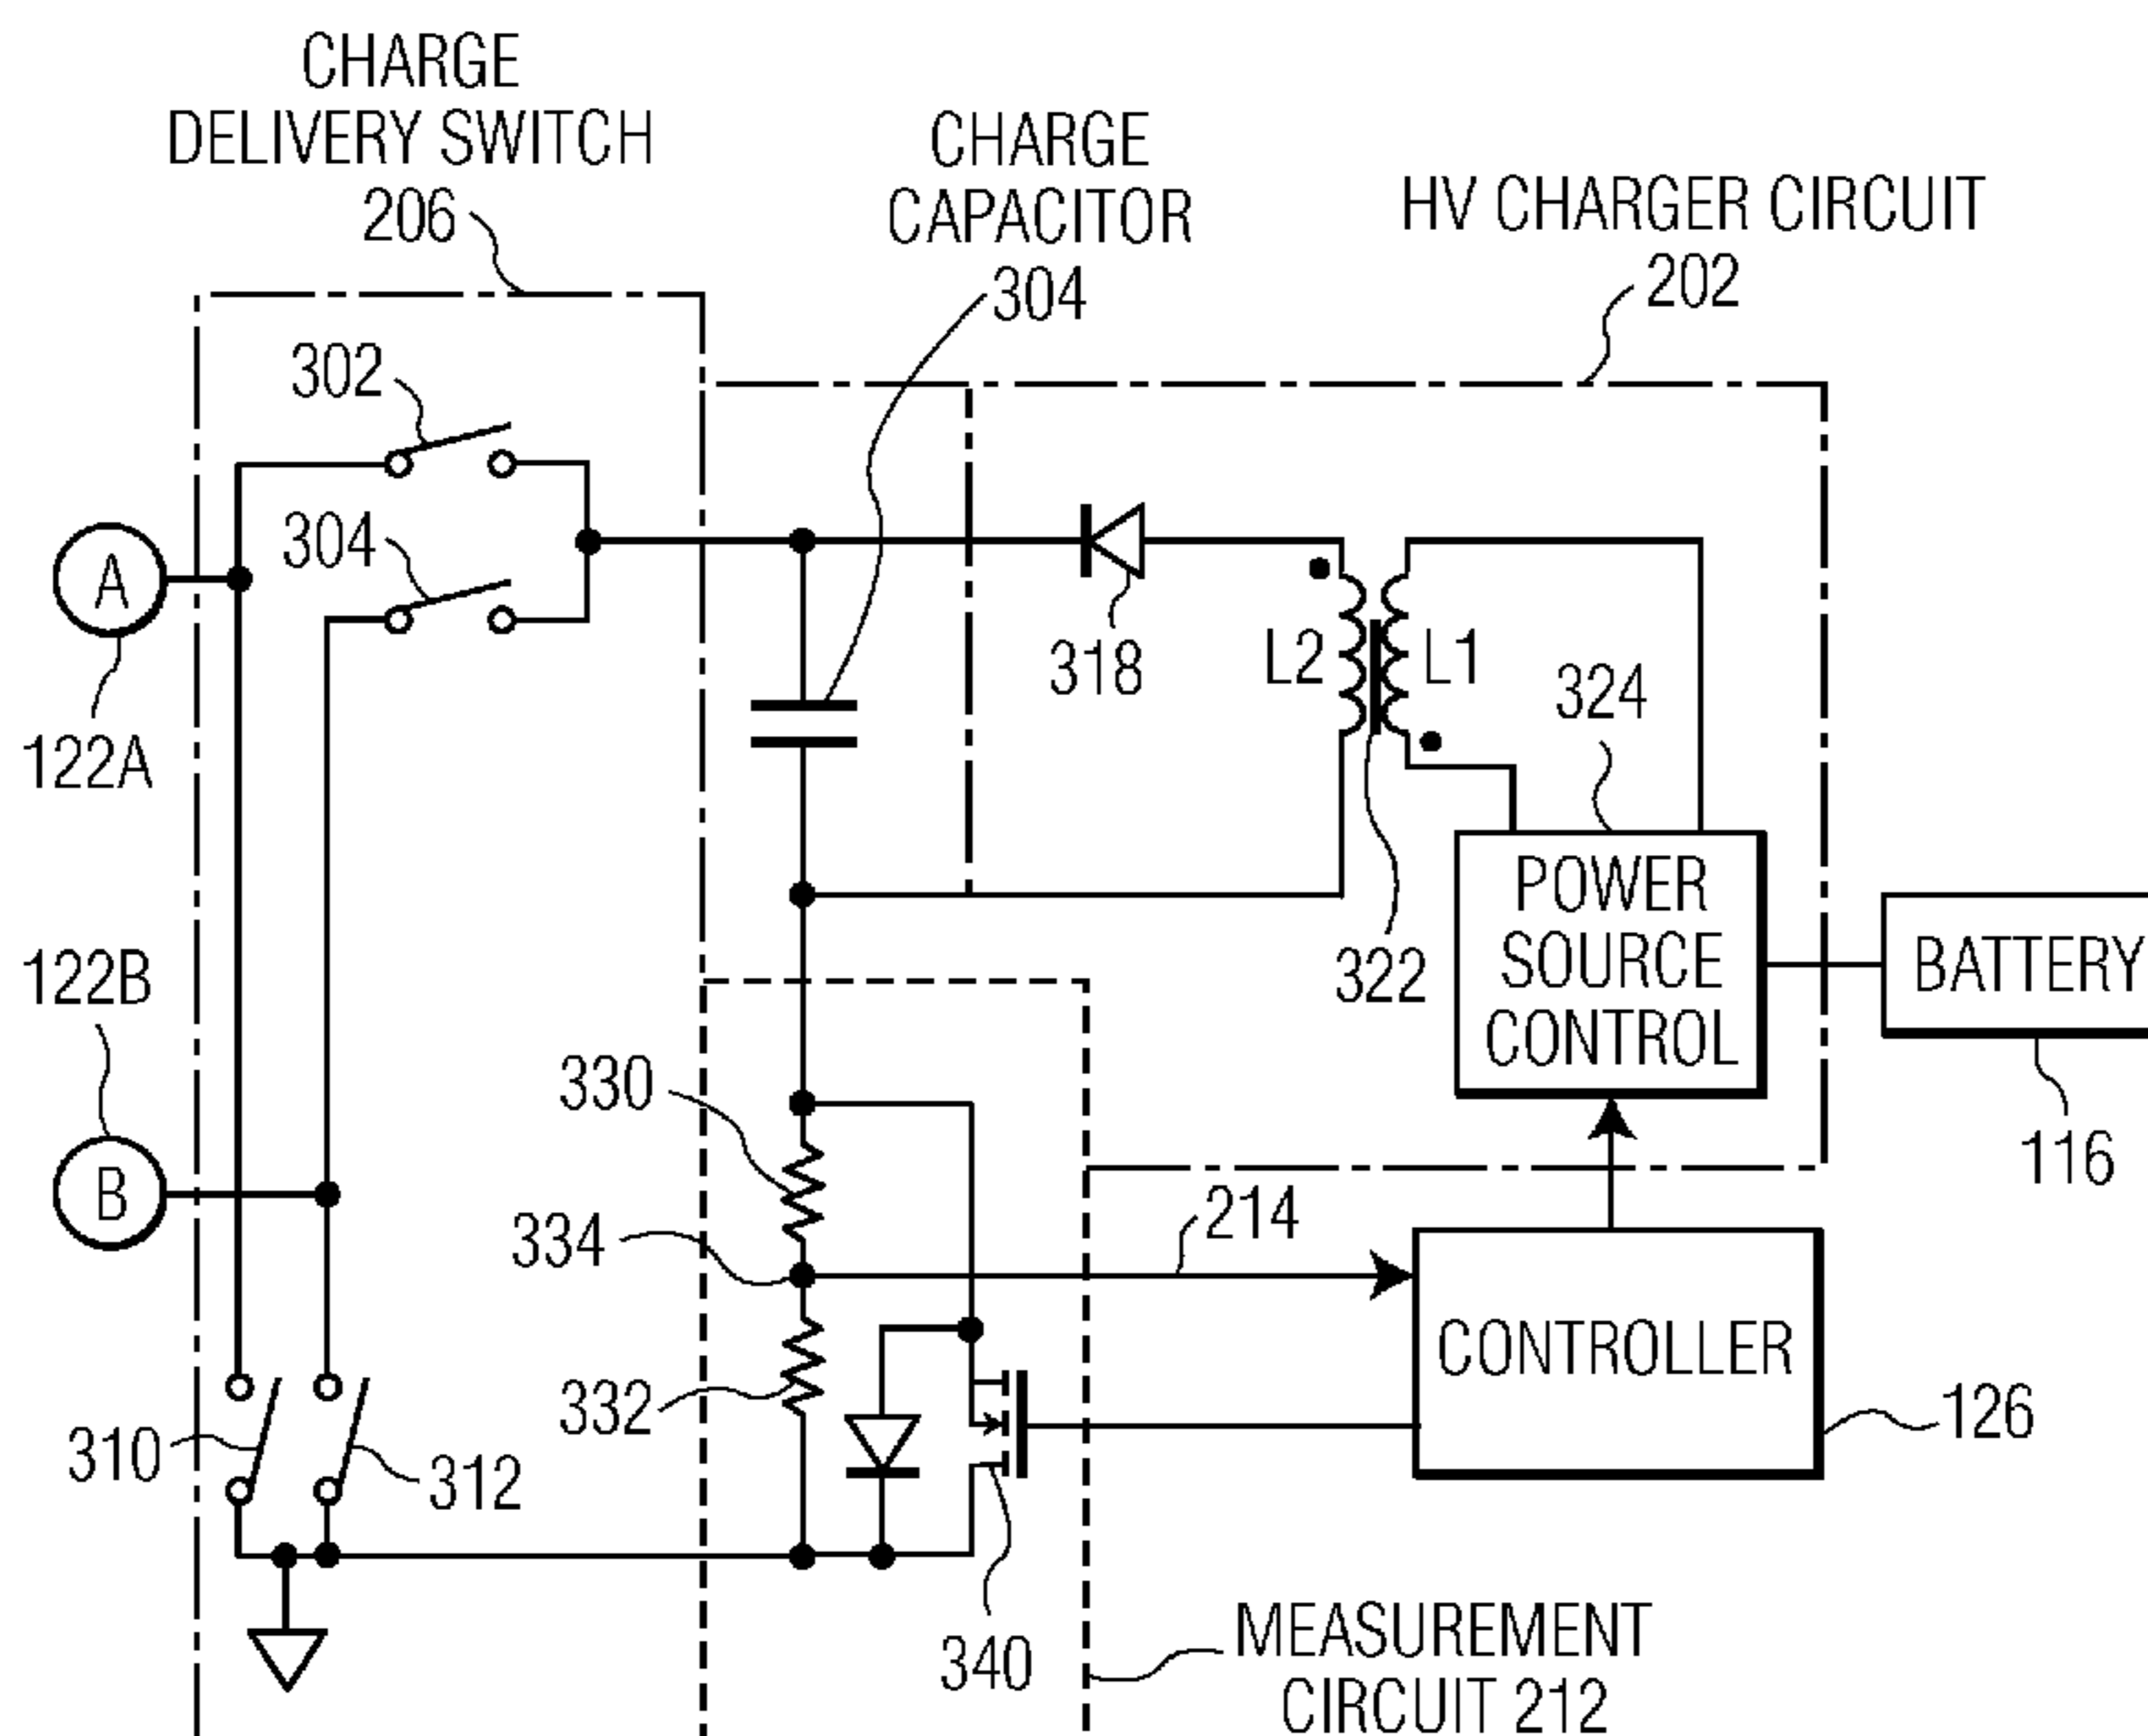 CHARGE
DELIVERY SWITCH
206
CHARGE
CAPACITOR
304
HV CHARGER CIRCUIT
202
302
304
A
122A
318
L2
L1
324
322
POWER
SOURCE
CONTROL
BATTERY
116
122B
B
330
334
332
214
CONTROLLER
126
310
312
340
MEASUREMENT
CIRCUIT 212